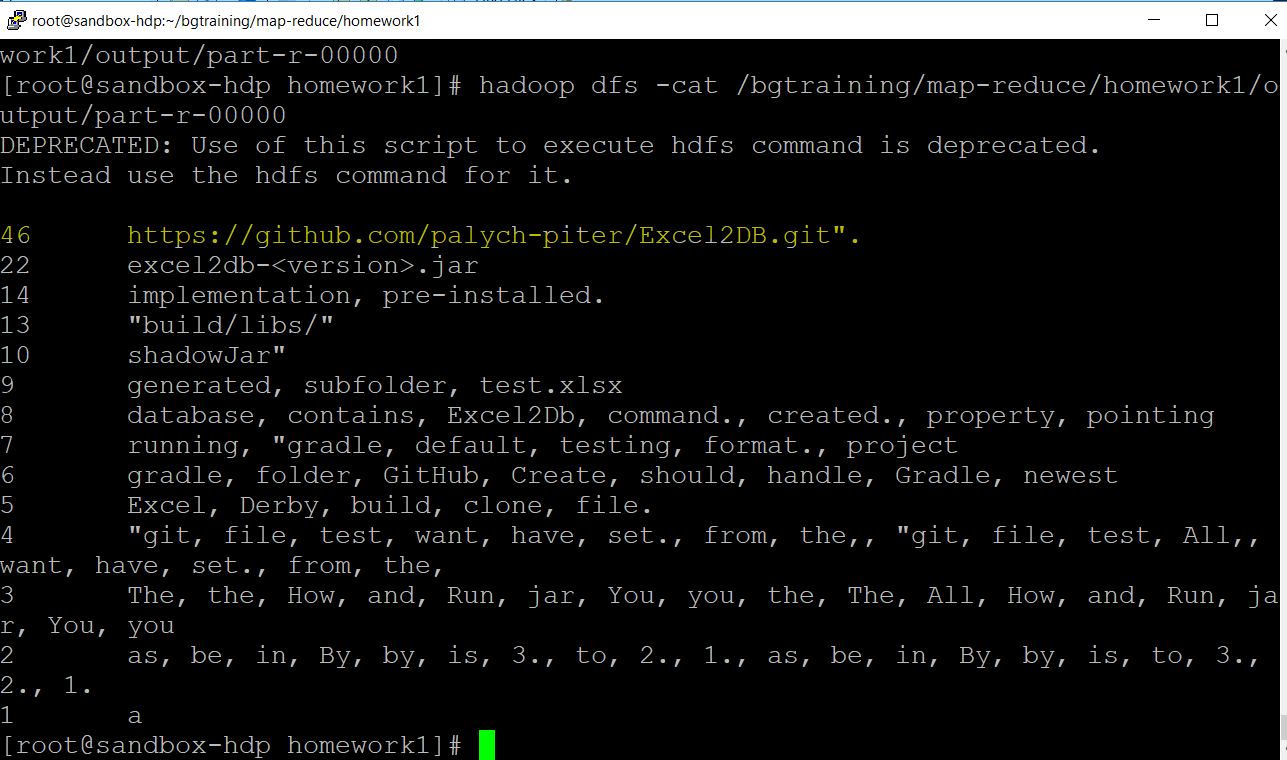 root@sandbox-hdp:~/bgtraining/map-reduce/homework1
work1/output/part-r-00000
[root@sandbox-hdp homework1]# hadoop dfs -cat /bgtraining/map-reduce/homework1/o
utput/part-r-00000
DEPRECATED: Use of this script to execute hdfs command is deprecated.
Instead use the hdfs command for it.
46 https://github.com/palych-piter/Excel2DB.git".
22 excel2db-<version>.jar
14 implementation, pre-installed.
13 "build/libs/"
10 shadowJar"
9 generated, subfolder, test.xlsx
8 database, contains, Excel2Db, command., created., property, pointing
7 running, "gradle, default, testing, format., project
6 gradle, folder, GitHub, Create, should, handle, Gradle, newest
5 Excel, Derby, build, clone, file.
4 "git, file, test, want, have, set., from, the,, "git, file, test, All,,
want, have, set., from, the,
3 The, the, How, and, Run, jar, You, you, the, The, All, How, and, Run, ja
r, You, you
2 as, be, in, By, by, is, 3., to, 2., 1., as, be, in, By, by, is, to, 3.,
2., 1.
1 a
[root@sandbox-hdp homework1]#